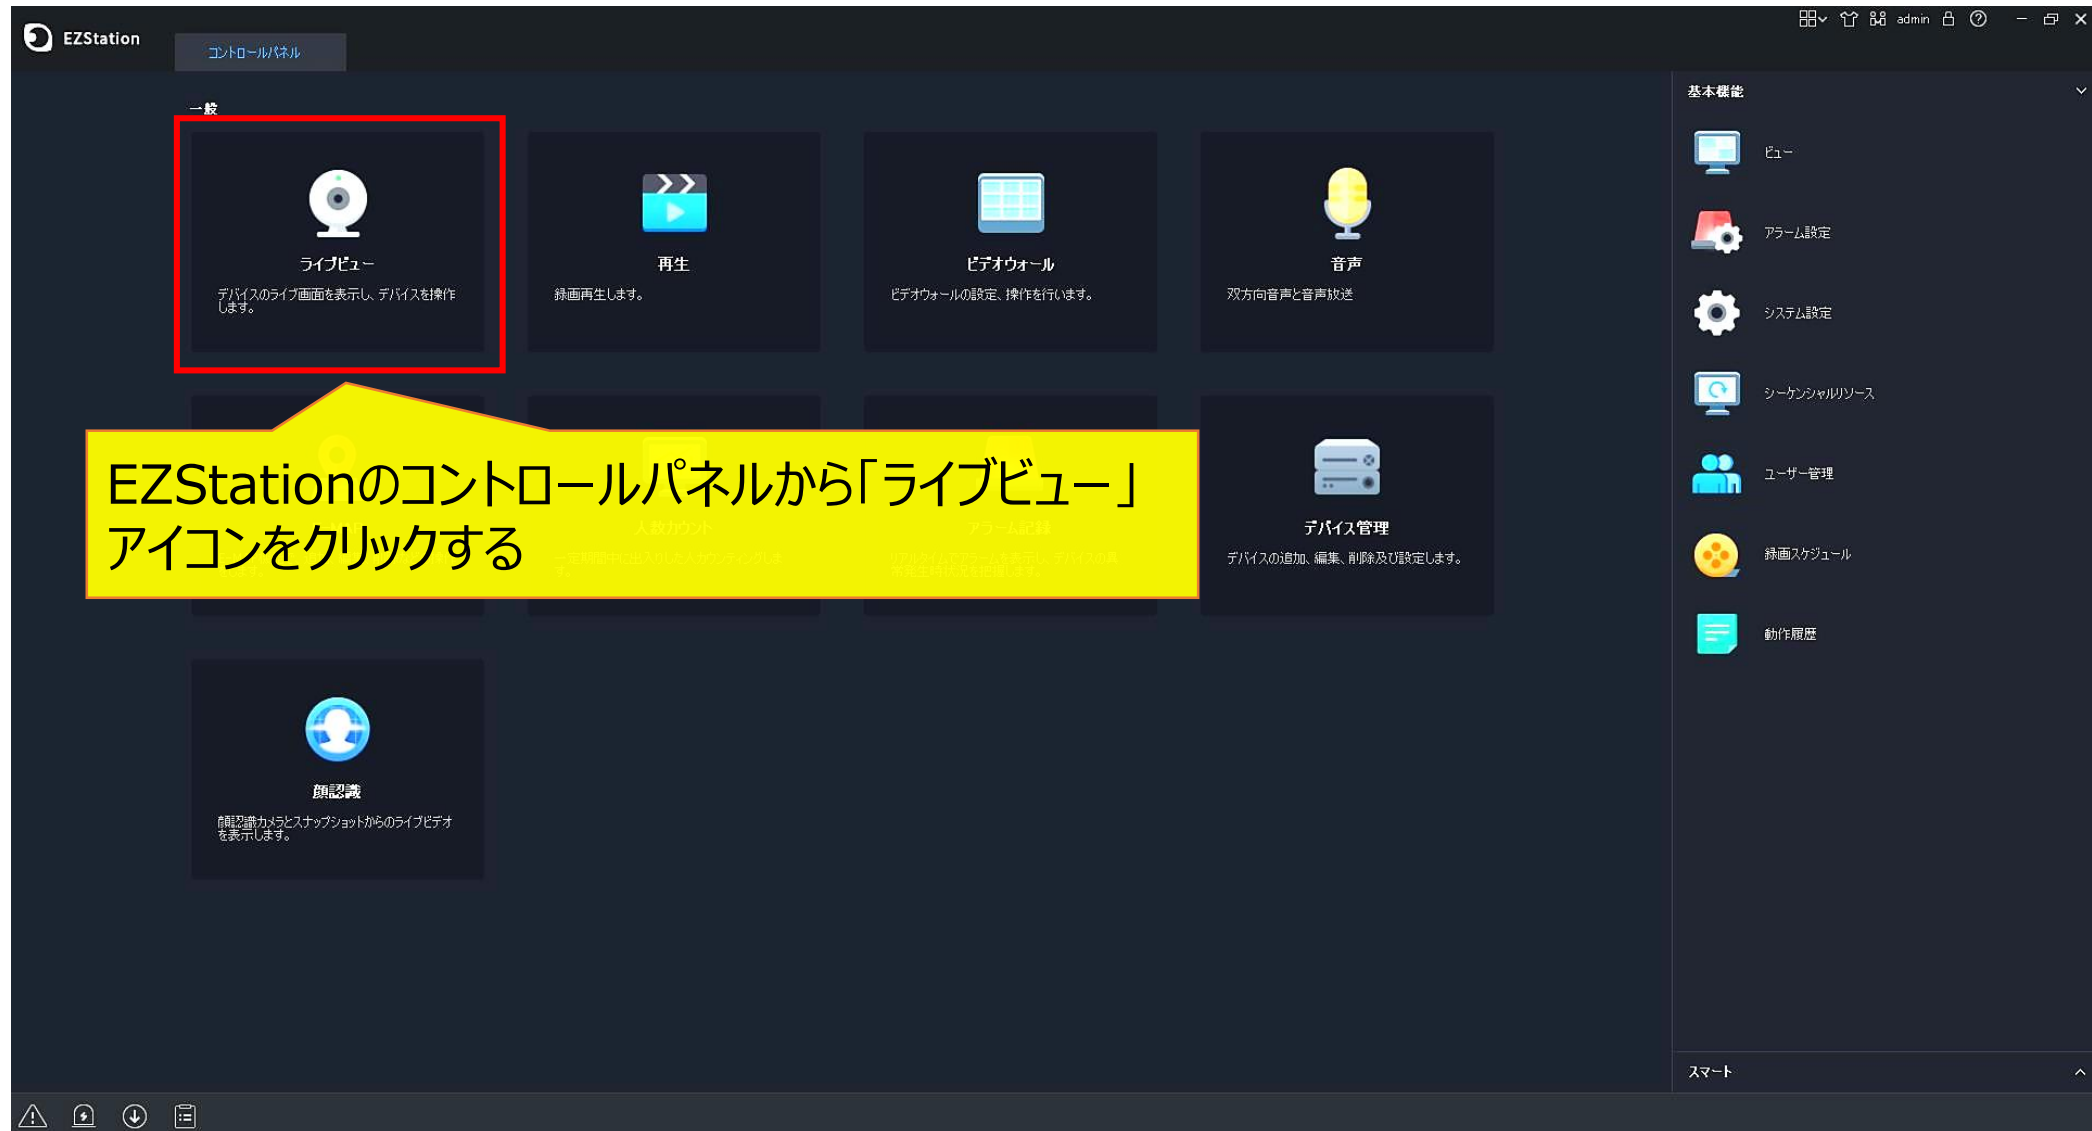 EZStation
コントロールパネル
admin
一般
ライブビュー
デバイスのライブ画面を表示し、デバイスを操作
します。
再生
録画再生します。
ビデオウォール
ビデオウォールの設定、操作を行います。
音声
双方向音声と音声放送
EZStationのコントロールパネルから「ライブビュー」
アイコンをクリックする
人数カウント
アラーム記録
デバイス管理
デバイスの追加、編集、削除及び設定します。
顔認識
顔認識カメラとスナップショットからのライブビデオ
を表示します。
基本機能
ビュー
アラーム設定
システム設定
シーケンシャルリソース
ユーザー管理
録画スケジュール
動作履歴
スマート